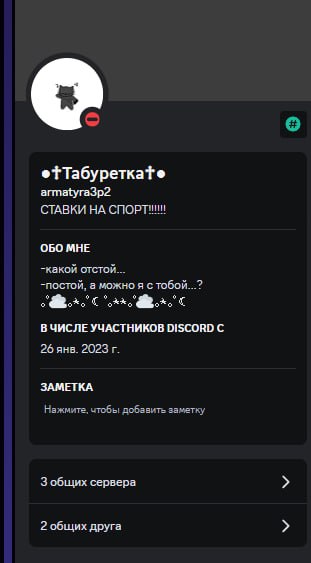 #
●†Табуретка†●
armatyra3p2
СТАВКИ НА СПОРТ!!!!!!
ОБО МНЕ
-какой отстой...
-постой, а можно я с тобой...?
｡ﾟ☁️｡⋆｡ﾟ☾ ﾟ｡⋆⋆｡ﾟ☁️｡⋆｡ﾟ☾
В ЧИСЛЕ УЧАСТНИКОВ DISCORD С
26 янв. 2023 г.
ЗАМЕТКА
Нажмите, чтобы добавить заметку
3 общих сервера
2 общих друга